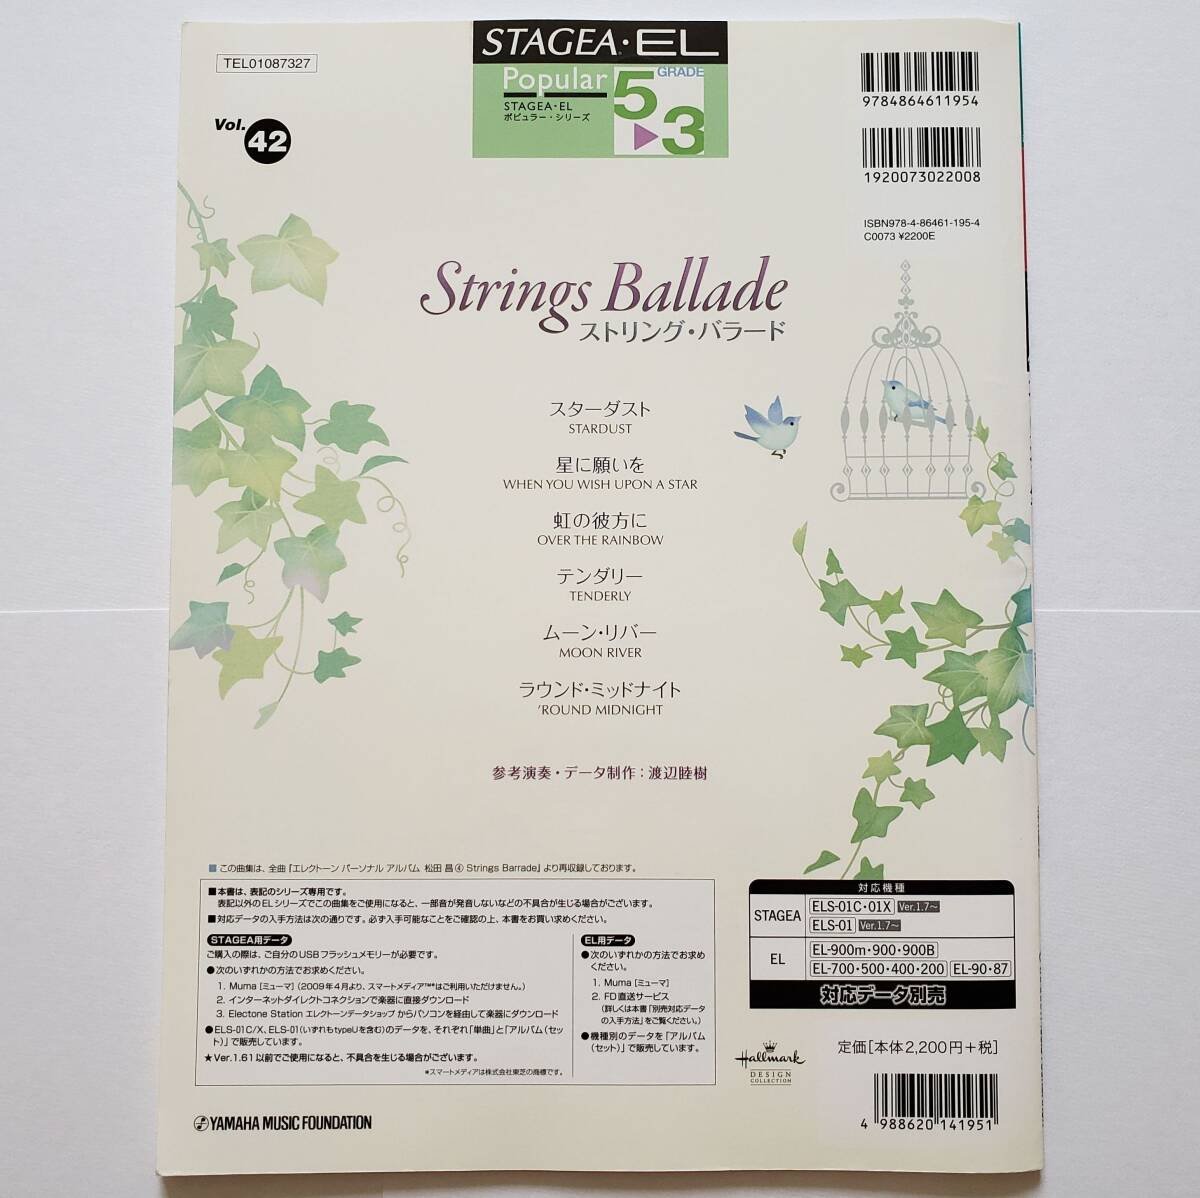 TEL01087327
STAGEA・EL
Popular
STAGEA・EL
ポピュラー・シリーズ
GRADE
5▶3
Vol. 42
9784864611954
1920073022008
ISBN978-4-86461-195-4
C0073 ¥2200E
Strings Ballade
ストリング・バラード
スターダスト
STARDUST
星に願いを
WHEN YOU WISH UPON A STAR
虹の彼方に
OVER THE RAINBOW
テンダリー
TENDERLY
ムーン・リバー
MOON RIVER
ラウンド・ミッドナイト
'ROUND MIDNIGHT
参考演奏・データ制作：渡辺睦樹
■この曲集は、全曲『エレクトーン パーソナル アルバム 松田 昌④ Strings Barrade』より再収録しております。
■本書は、表記のシリーズ専用です。
表記以外のELシリーズでこの曲集をご使用になると、一部音が発音しないなどの不具合が生じる場合がございます。
■対応データの入手方法は次の通りです。必ず入手可能なことをご確認の上、本書をお買い求めください。
STAGEA用データ
ご購入の際は、ご自分のUSBフラッシュメモリーが必要です。
●次のいずれかの方法でお求めください。
1. Muma［ミューマ］（2009年4月より、スマートメディア™*はご利用いただけません。）
2. インターネットダイレクトコネクションで楽器に直接ダウンロード
3. Electone Station エレクトーンデータショップ からパソコンを経由して楽器にダウンロード
●ELS-01C/X、ELS-01（いずれもtypeUを含む）のデータを、それぞれ「単曲」と「アルバム（セット）」で販売しています。
★Ver.1.61以前でご使用になると、不具合を生じる場合がございます。
*スマートメディアは株式会社東芝の商標です。
EL用データ
●次のいずれかの方法でお求めください。
1. Muma［ミューマ］
2. FD直送サービス
（詳しくは本書「別売対応データの入手方法」をご覧ください。）
●機種別のデータを「アルバム（セット）」で販売しています。
対応機種
STAGEA
ELS-01C・01X Ver.1.7〜
ELS-01 Ver.1.7〜
EL
EL-900m・900・900B
EL-700・500・400・200 EL-90・87
対応データ別売
Hallmark
DESIGN
COLLECTION
定価[本体2,200円+税]
4 988620 141951
YAMAHA MUSIC FOUNDATION